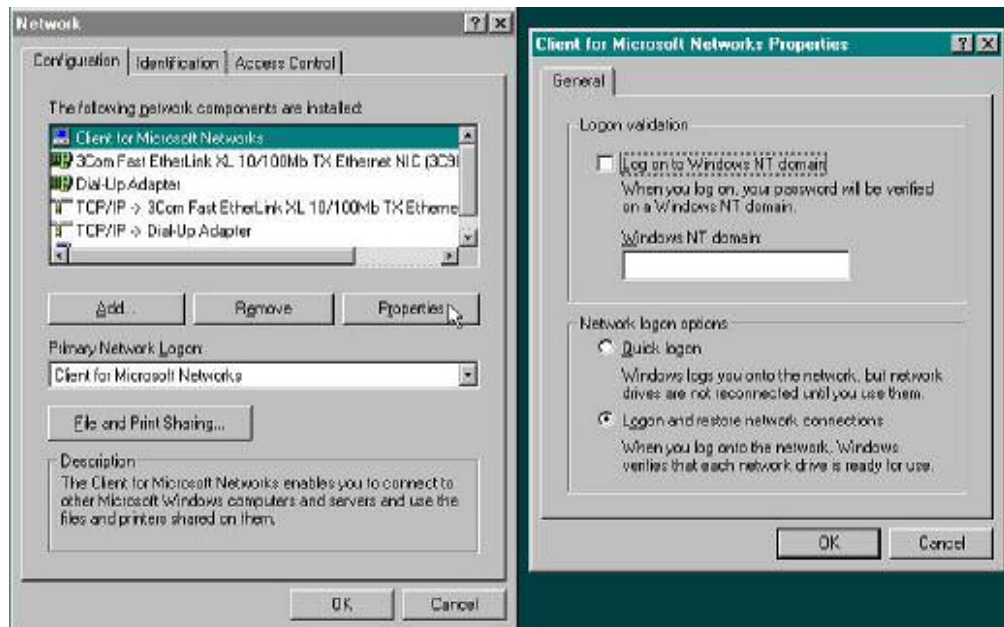 Network
Configuration
Identification
Access Control
The following network components are installed:
Client for Microsoft Networks
3Com Fast EtherLink XL 10/100Mb TX Ethernet NIC (3C9
Dial-Up Adapter
TCP/IP -> 3Com Fast EtherLink XL 10/100Mb TX Etherne
TCP/IP -> Dial-Up Adapter
Add...
Remove
Properties
Primary Network Logon:
Client for Microsoft Networks
File and Print Sharing...
Description
The Client for Microsoft Networks enables you to connect to
other Microsoft Windows computers and servers and use the
files and printers shared on them.
OK
Cancel
Client for Microsoft Networks Properties
General
Logon validation
Log on to Windows NT domain
When you log on, your password will be verified
on a Windows NT domain.
Windows NT domain:
Network logon options
Quick logon
Windows logs you onto the network, but network
drives are not reconnected until you use them.
Logon and restore network connections
When you log onto the network, Windows
verifies that each network drive is ready for use.
OK
Cancel